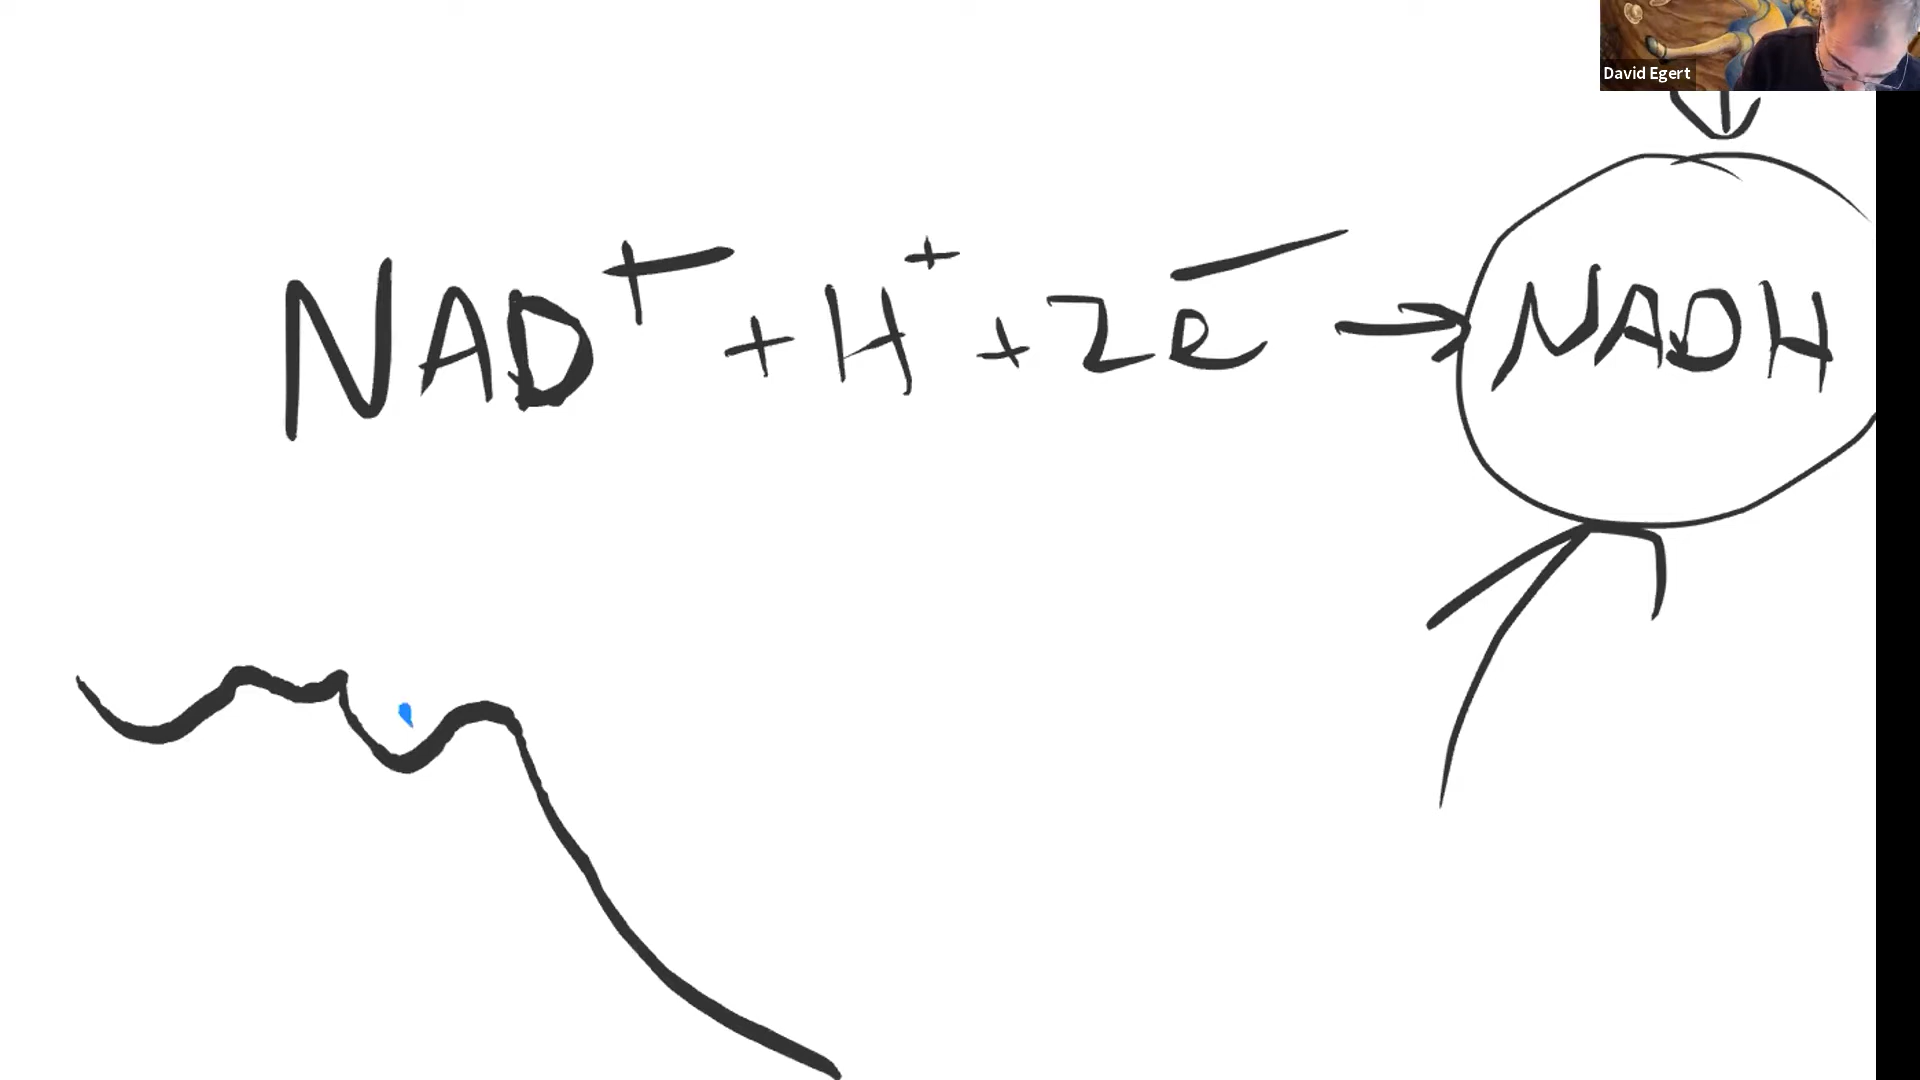 David Egert
NAD⁺ + H⁺ + 2e⁻ → NADH